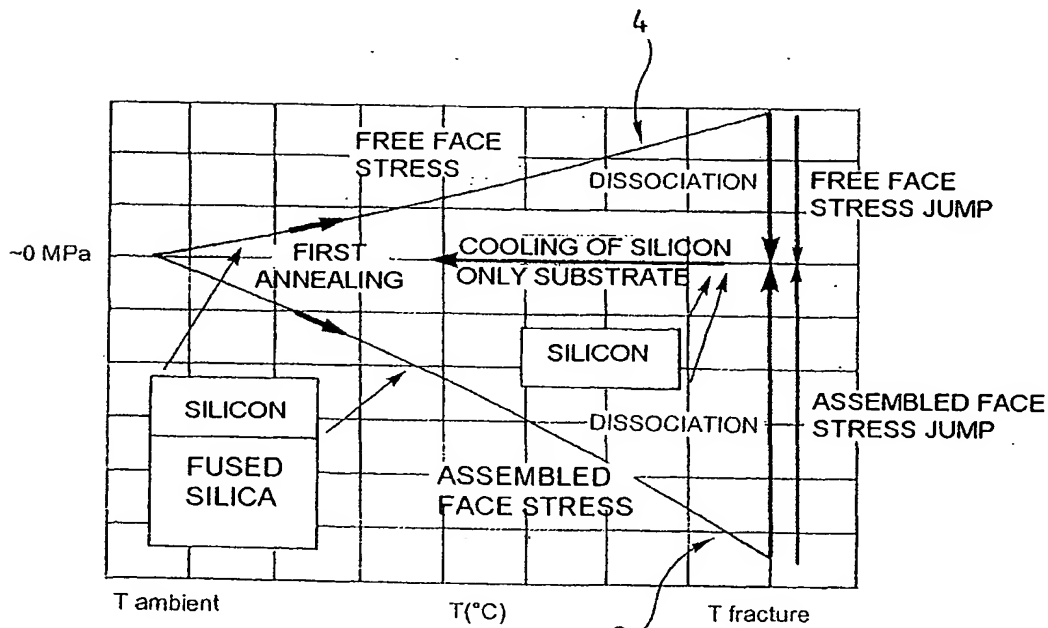 4
FREE FACE
STRESS
DISSOCIATION
FREE FACE
STRESS JUMP
~0 MPa
FIRST
ANNEALING
COOLING OF SILICON
ONLY SUBSTRATE
SILICON
SILICON
FUSED
SILICA
DISSOCIATION
ASSEMBLED FACE
STRESS JUMP
ASSEMBLED
FACE STRESS
T ambient
T(°C)
T fracture